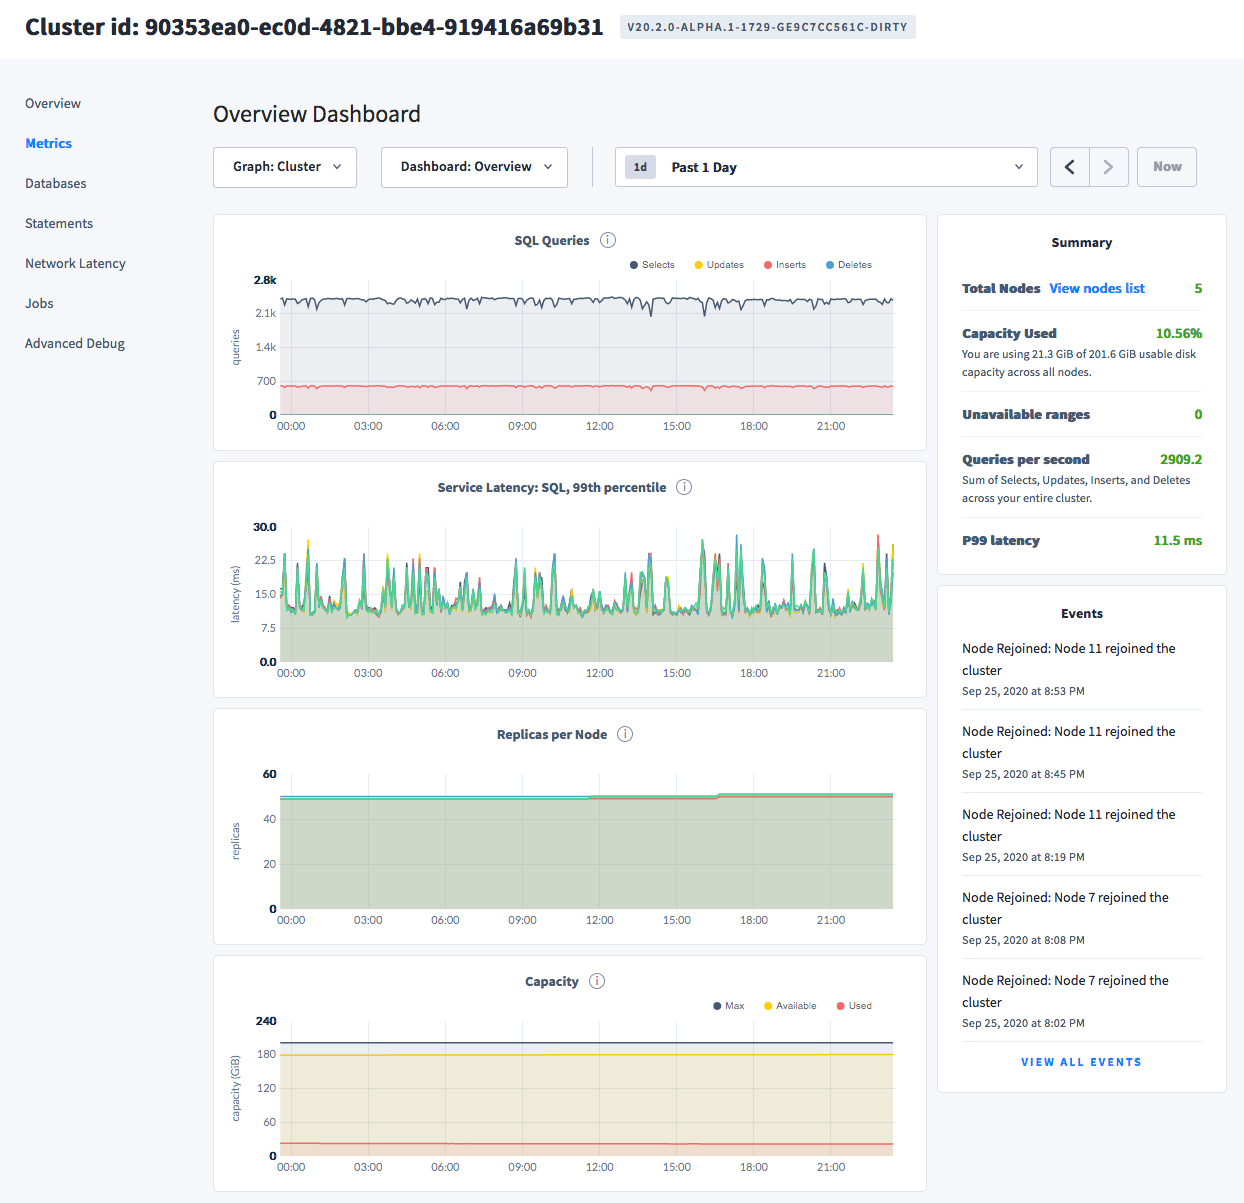 Cluster id: 90353ea0-ec0d-4821-bbe4-919416a69b31 V20.2.0-ALPHA.1-1729-GE9C7CC561C-DIRTY
Overview
Metrics
Databases
Statements
Network Latency
Jobs
Advanced Debug
Overview Dashboard
Graph: Cluster
Dashboard: Overview
1d Past 1 Day
Now
SQL Queries
Selects Updates Inserts Deletes
queries
2.8k
2.1k
1.4k
700
0
00:00 03:00 06:00 09:00 12:00 15:00 18:00 21:00
Service Latency: SQL, 99th percentile
latency (ms)
30.0
22.5
15.0
7.5
0.0
00:00 03:00 06:00 09:00 12:00 15:00 18:00 21:00
Replicas per Node
replicas
60
40
20
0
00:00 03:00 06:00 09:00 12:00 15:00 18:00 21:00
Capacity
Max Available Used
capacity (GiB)
240
180
120
60
0
00:00 03:00 06:00 09:00 12:00 15:00 18:00 21:00
Summary
Total Nodes View nodes list 5
Capacity Used 10.56%
You are using 21.3 GiB of 201.6 GiB usable disk
capacity across all nodes.
Unavailable ranges 0
Queries per second 2909.2
Sum of Selects, Updates, Inserts, and Deletes
across your entire cluster.
P99 latency 11.5 ms
Events
Node Rejoined: Node 11 rejoined the
cluster
Sep 25, 2020 at 8:53 PM
Node Rejoined: Node 11 rejoined the
cluster
Sep 25, 2020 at 8:45 PM
Node Rejoined: Node 11 rejoined the
cluster
Sep 25, 2020 at 8:19 PM
Node Rejoined: Node 7 rejoined the
cluster
Sep 25, 2020 at 8:08 PM
Node Rejoined: Node 7 rejoined the
cluster
Sep 25, 2020 at 8:02 PM
VIEW ALL EVENTS